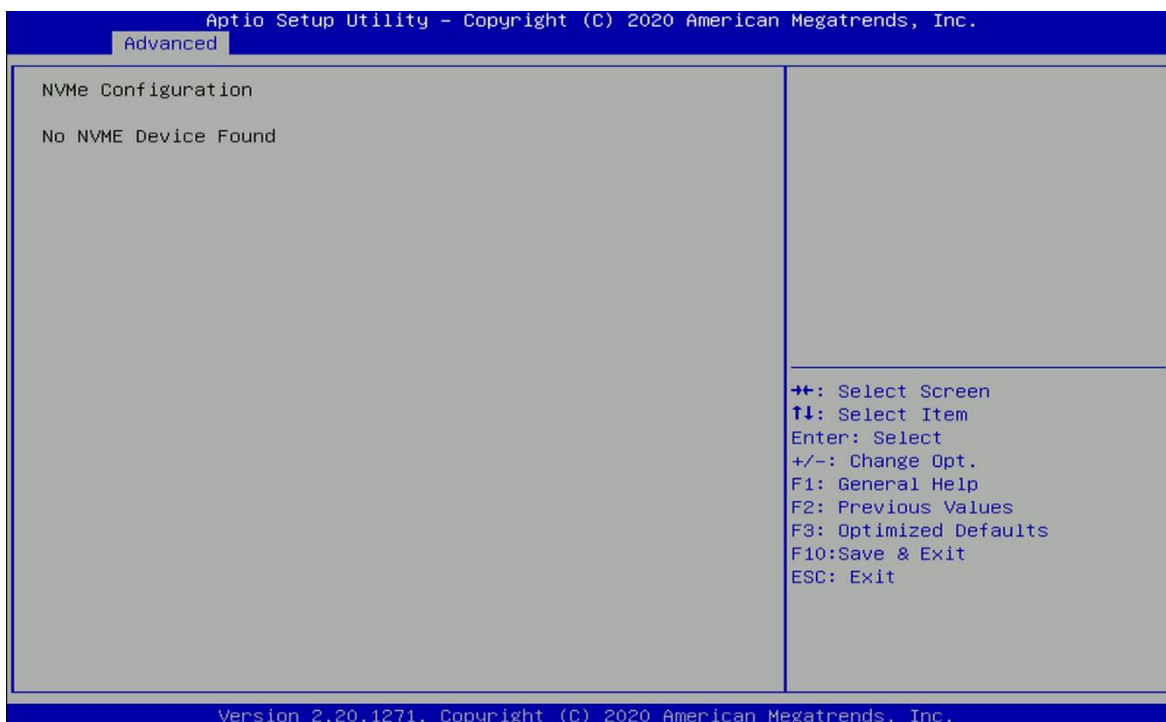 Aptio Setup Utility – Copyright (C) 2020 American Megatrends, Inc.
Advanced
NVMe Configuration
No NVME Device Found
→←: Select Screen
↑↓: Select Item
Enter: Select
+/-: Change Opt.
F1: General Help
F2: Previous Values
F3: Optimized Defaults
F10:Save & Exit
ESC: Exit
Version 2.20.1271. Copyright (C) 2020 American Megatrends, Inc.